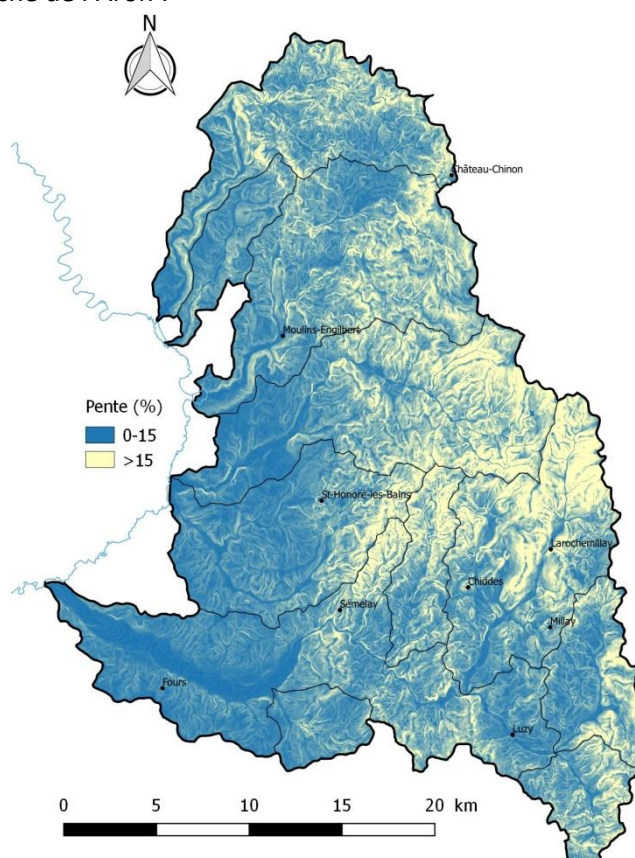 N
Château-Chinon
Moulins-Engilbert
Pente (%)
0-15
>15
St-Honoré-les-Bains
Larochemillay
Chiddes
Sémelay
Millay
Fours
Luzy
0 5 10 15 20 km